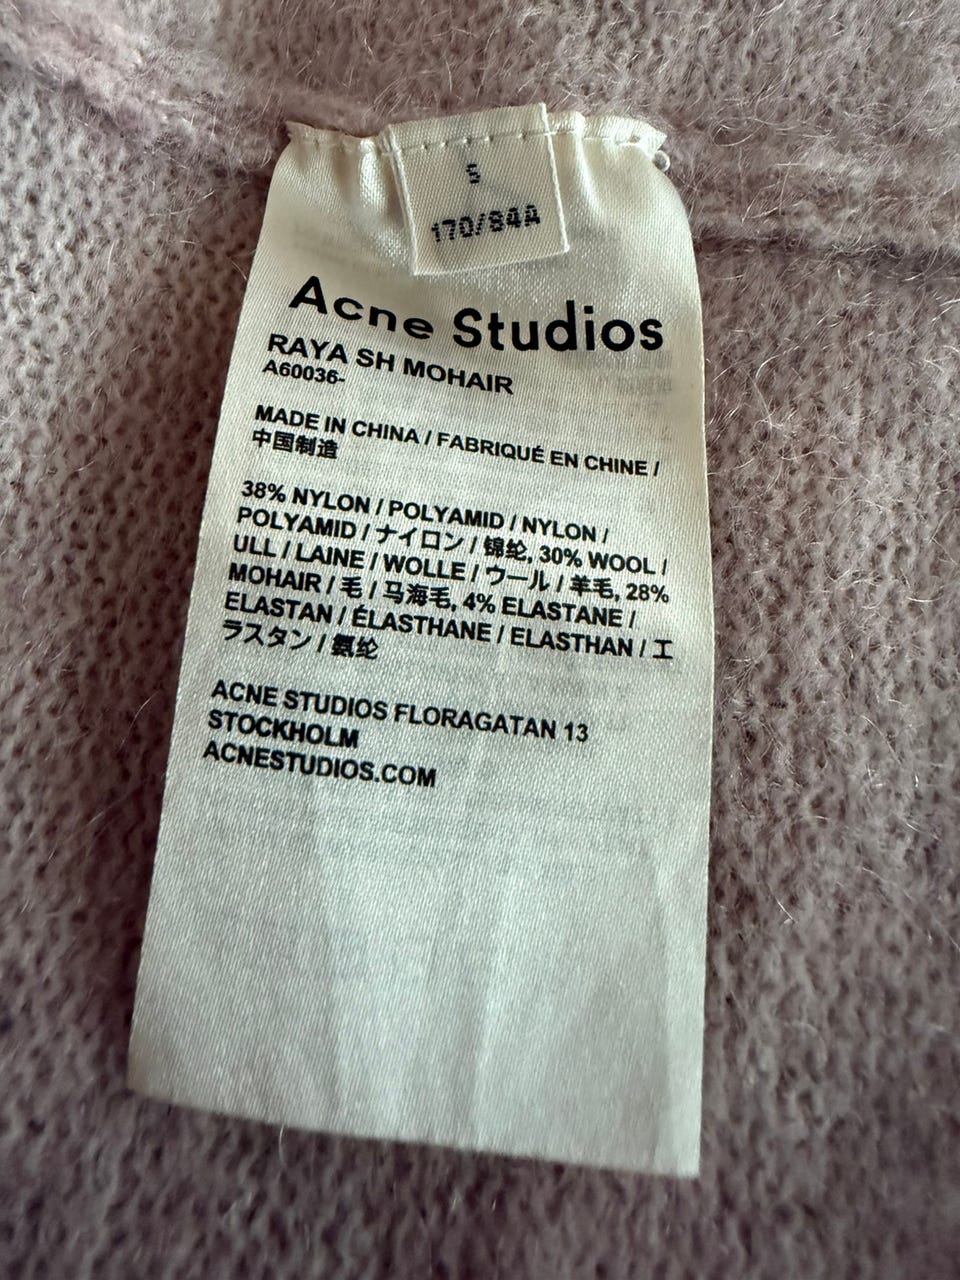 S
170/84A
Acne Studios
RAYA SH MOHAIR
A60036-
MADE IN CHINA / FABRIQUÉ EN CHINE /
中国制造
38% NYLON / POLYAMID / NYLON /
POLYAMID / ナイロン / 锦纶, 30% WOOL /
ULL / LAINE / WOLLE / ウール / 羊毛, 28%
MOHAIR / 毛 / 马海毛, 4% ELASTANE /
ELASTAN / ÉLASTHANE / ELASTHAN / エ
ラスタン / 氨纶
ACNE STUDIOS FLORAGATAN 13
STOCKHOLM
ACNESTUDIOS.COM